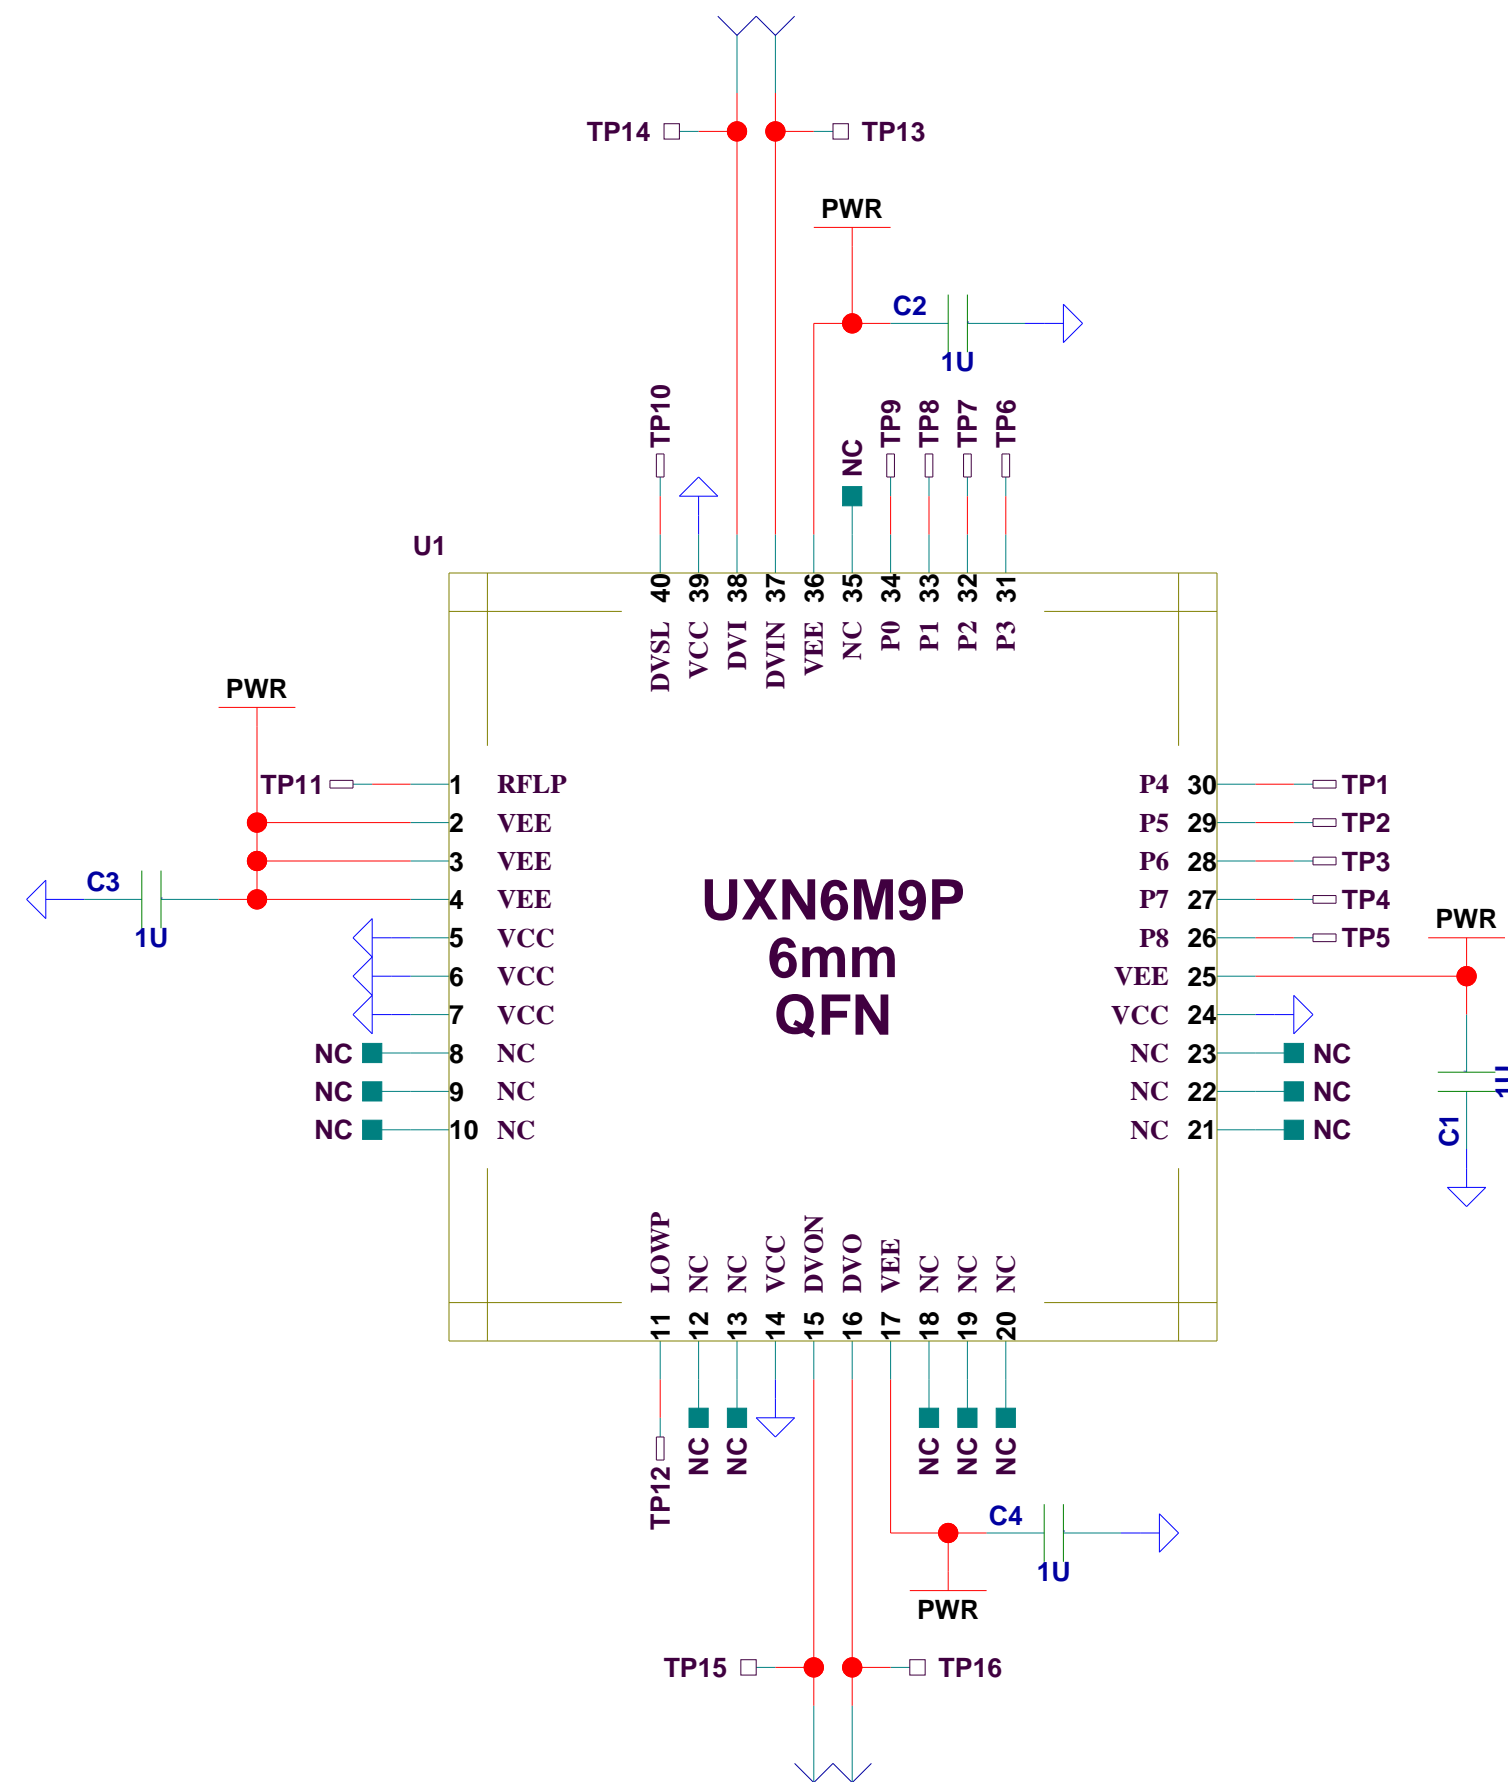 TP14
TP13
PWR
C2
1U
TP10
NC
TP9
TP8
TP7
TP6
U1
40
39
38
37
36
35
34
33
32
31
DVSL
VCC
DVI
DVIN
VEE
NC
P0
P1
P2
P3
PWR
TP11 1 RFLP
2 VEE
3 VEE
C3
4 VEE
1U
5 VCC
6 VCC
7 VCC
NC 8 NC
NC 9 NC
NC 10 NC
UXN6M9P
6mm
QFN
P4 30 TP1
P5 29 TP2
P6 28 TP3
P7 27 TP4
P8 26 TP5
PWR
VEE 25
VCC 24
NC 23 NC
NC 22 NC
NC 21 NC
1U
C1
LOWP
NC
NC
VCC
DVON
DVO
VEE
NC
NC
NC
11
12
13
14
15
16
17
18
19
20
TP12
NC
NC
NC
NC
NC
C4
1U
PWR
TP15
TP16